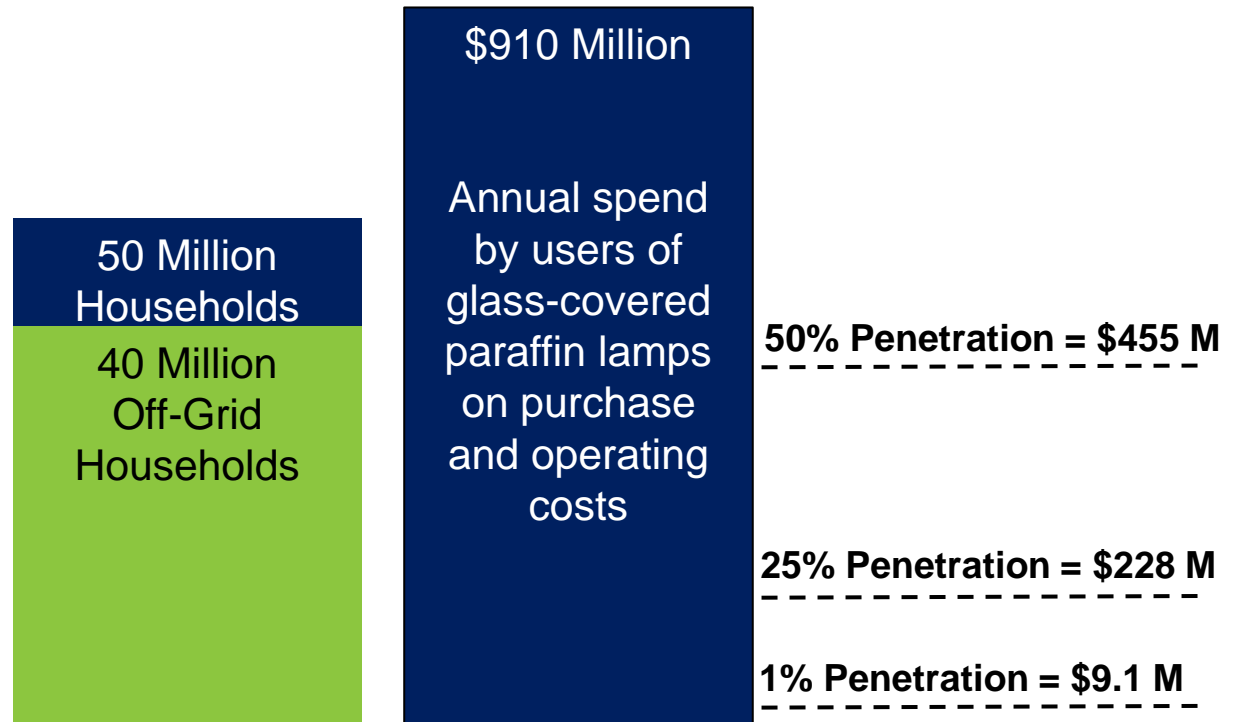 50 Million
Households
40 Million
Off-Grid
Households
$910 Million
Annual spend
by users of
glass-covered
paraffin lamps
on purchase
and operating
costs
50% Penetration = $455 M
25% Penetration = $228 M
1% Penetration = $9.1 M